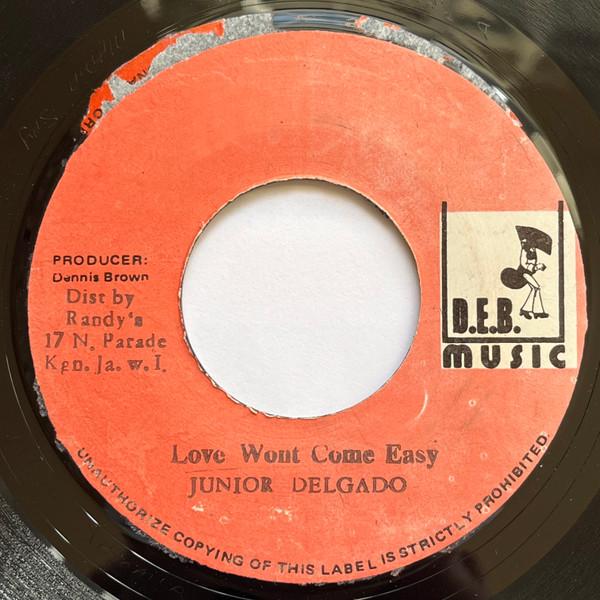 PRODUCER:
Dennis Brown
Dist by
Randy's
17 N. Parade
Kgn. Ja. W. I.
D.E.B.
MUSIC
Love Wont Come Easy
JUNIOR DELGADO
UNAUTHORIZE COPYING OF THIS LABEL IS STRICTLY PROHIBITED.